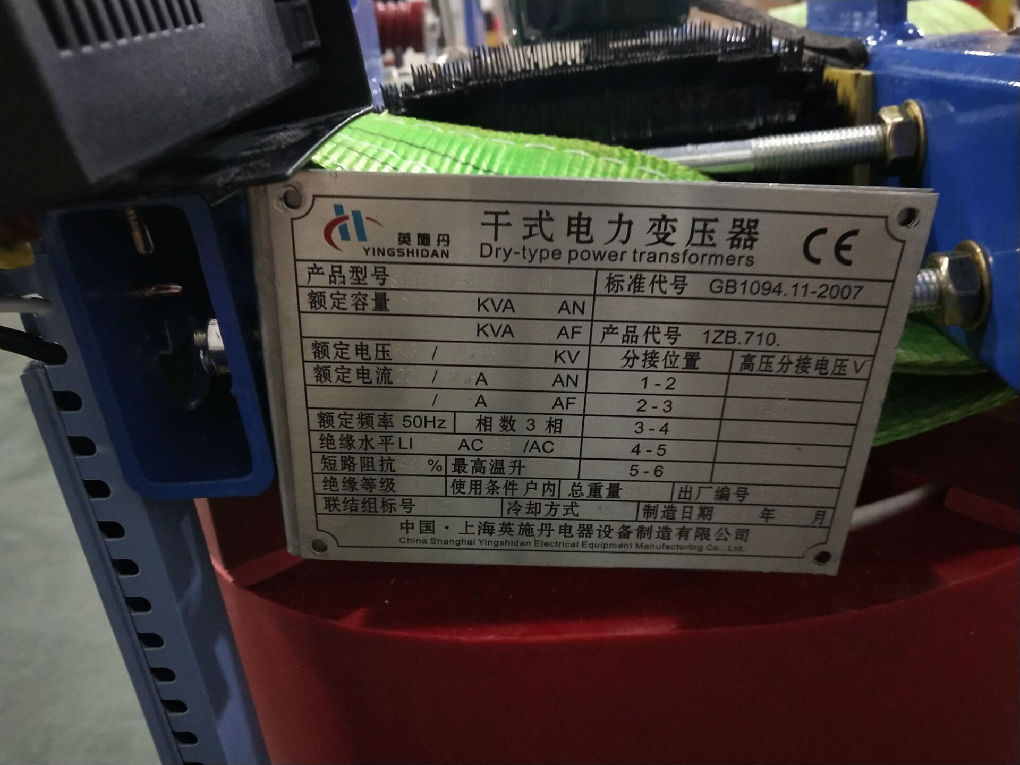 英施丹
YINGSHIDAN
干式电力变压器
Dry-type power transformers
CE
产品型号 标准代号 GB1094.11-2007
额定容量 KVA AN
KVA AF 产品代号 1ZB.710.
额定电压 / KV 分接位置 高压分接电压V
额定电流 / A AN 1-2
/ A AF 2-3
额定频率 50Hz 相数 3 相 3-4
绝缘水平LI AC /AC 4-5
短路阻抗 % 最高温升 5-6
绝缘等级 使用条件 户内 总重量 出厂编号
联结组标号 冷却方式 制造日期 年 月
中国·上海英施丹电器设备制造有限公司
China Shanghai Yingshidan Electrical Equipment Manufacturing Co., Ltd.